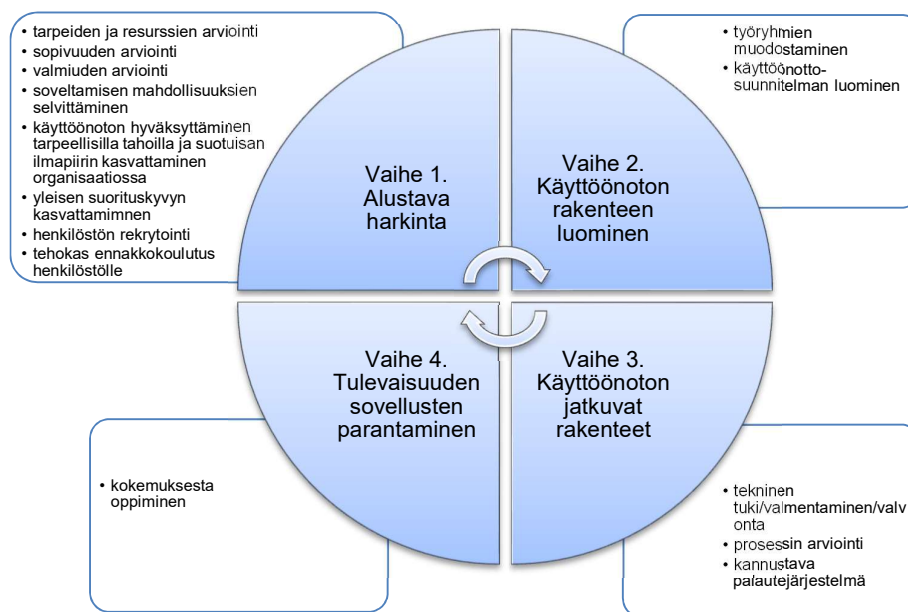 • tarpeiden ja resurssien arviointi
• sopivuuden arviointi
• valmiuden arviointi
• soveltamisen mahdollisuuksien
selvittäminen
• käyttöönoton hyväksyttäminen
tarpeellisilla tahoilla ja suotuisan
ilmapiirin kasvattaminen
organisaatiossa
• yleisen suorituskyvyn
kasvattamimnen
• henkilöstön rekrytointi
• tehokas ennakkokoulutus
henkilöstölle
Vaihe 1.
Alustava
harkinta
Vaihe 2.
Käyttöönoton
rakenteen
luominen
• työryhmien
muodostaminen
• käyttöönotto-
suunnitelman luominen
Vaihe 4.
Tulevaisuuden
sovellusten
parantaminen
Vaihe 3.
Käyttöönoton
jatkuvat
rakenteet
• kokemuksesta
oppiminen
• tekninen
tuki/valmentaminen/valv
onta
• prosessin arviointi
• kannustava
palautejärjestelmä